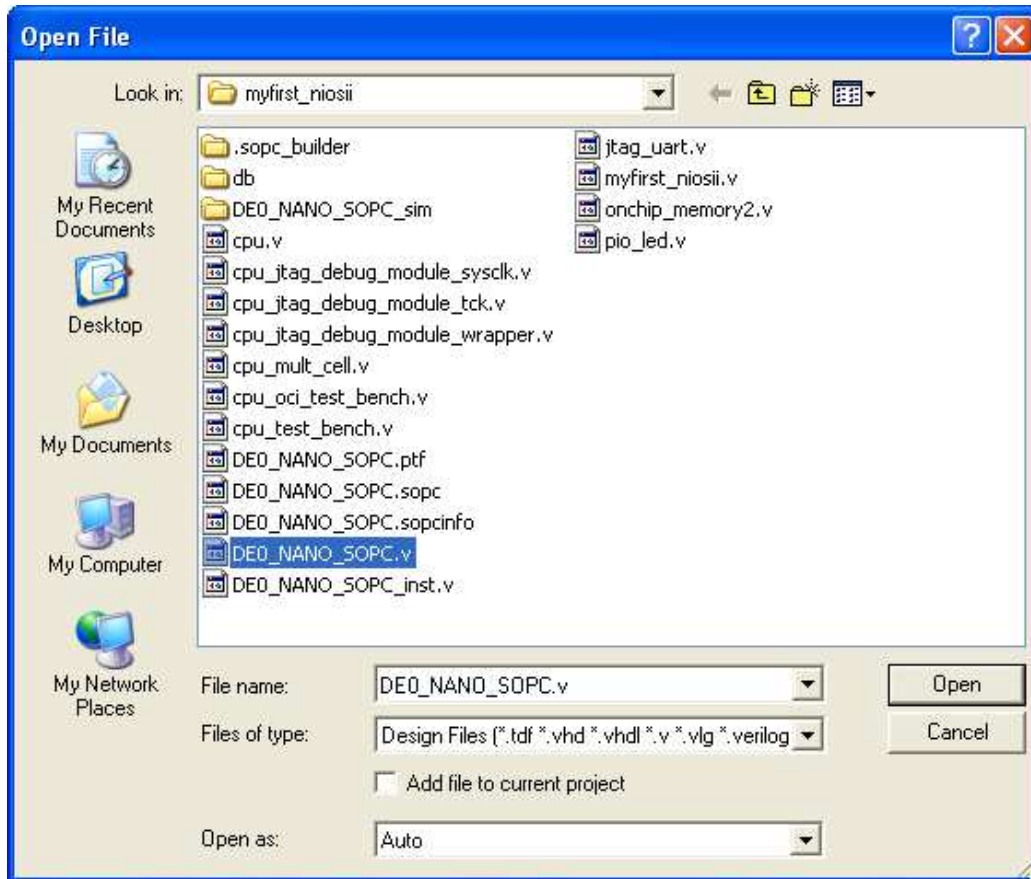 Open File
Look in:
myfirst_niosii
My Recent
Documents
Desktop
My Documents
My Computer
My Network
Places
.sopc_builder
db
DE0_NANO_SOPC_sim
cpu.v
cpu_jtag_debug_module_sysclk.v
cpu_jtag_debug_module_tck.v
cpu_jtag_debug_module_wrapper.v
cpu_mult_cell.v
cpu_oci_test_bench.v
cpu_test_bench.v
DE0_NANO_SOPC.ptf
DE0_NANO_SOPC.sopc
DE0_NANO_SOPC.sopcinfo
DE0_NANO_SOPC.v
DE0_NANO_SOPC_inst.v
jtag_uart.v
myfirst_niosii.v
onchip_memory2.v
pio_led.v
File name:
DE0_NANO_SOPC.v
Open
Files of type:
Design Files (*.tdf *.vhd *.vhdl *.v *.vlg *.verilog
Cancel
Add file to current project
Open as:
Auto